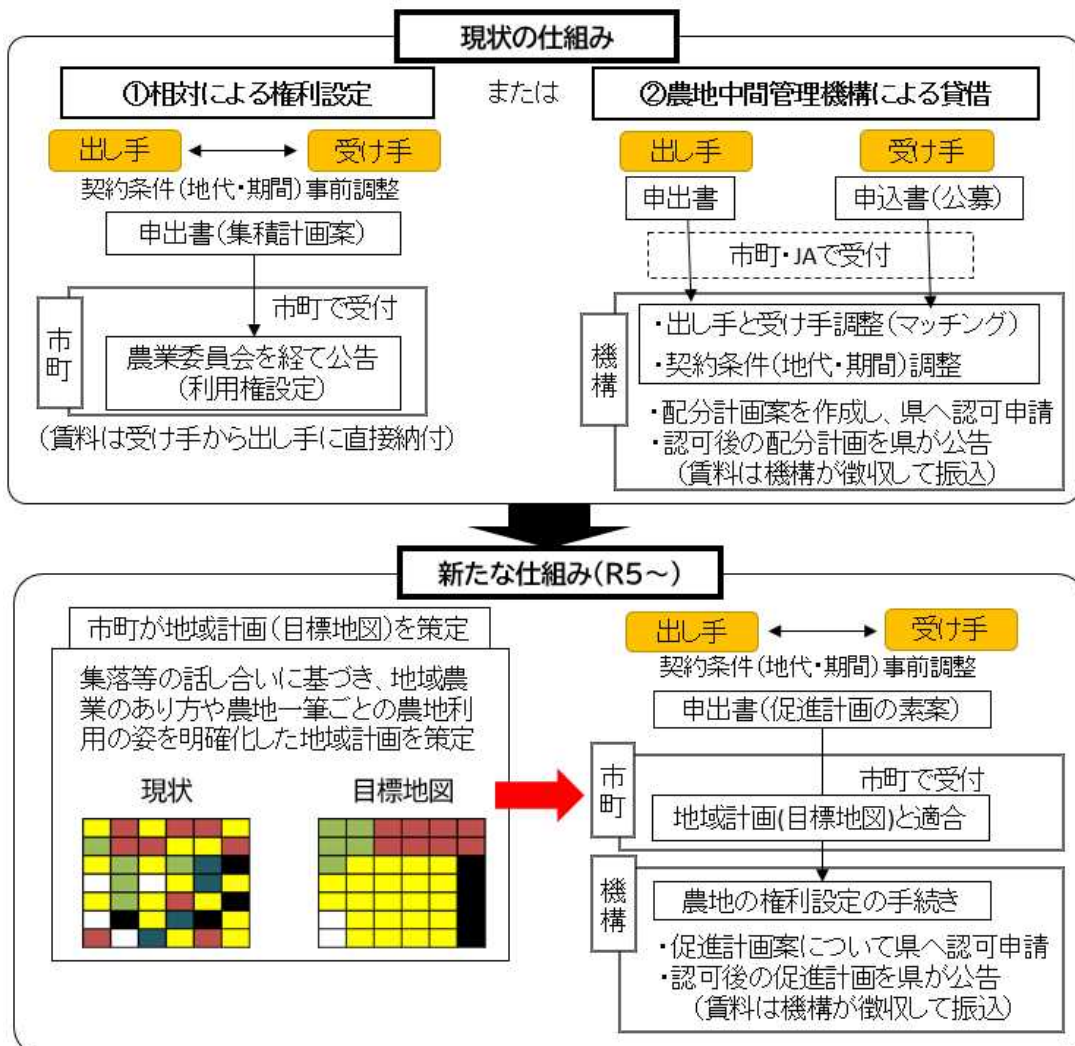 現状の仕組み
①相対による権利設定
または
②農地中間管理機構による貸借
出し手
受け手
契約条件(地代・期間)事前調整
申出書(集積計画案)
市町
市町で受付
農業委員会を経て公告
(利用権設定)
(賃料は受け手から出し手に直接納付)
出し手
受け手
申出書
申込書(公募)
市町・JAで受付
機構
・出し手と受け手調整(マッチング)
・契約条件(地代・期間)調整
・配分計画案を作成し、県へ認可申請
・認可後の配分計画を県が公告
(賃料は機構が徴収して振込)
新たな仕組み(R5～)
市町が地域計画(目標地図)を策定
集落等の話し合いに基づき、地域農
業のあり方や農地一筆ごとの農地利
用の姿を明確化した地域計画を策定
現状
目標地図
出し手
受け手
契約条件(地代・期間)事前調整
申出書(促進計画の素案)
市町
市町で受付
地域計画(目標地図)と適合
機構
農地の権利設定の手続き
・促進計画案について県へ認可申請
・認可後の促進計画を県が公告
(賃料は機構が徴収して振込)